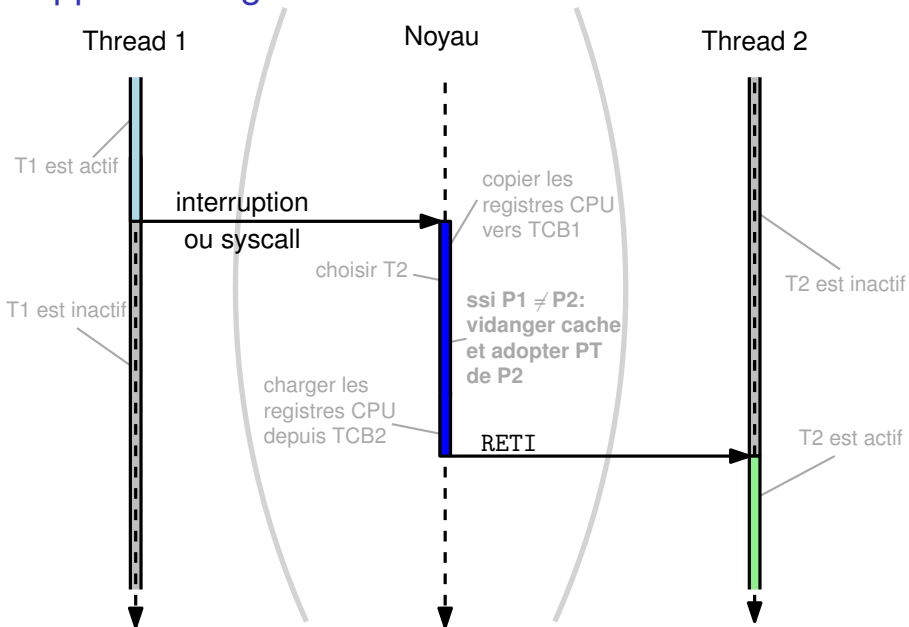 Thread 1
Noyau
Thread 2
T1 est actif
interruption
ou syscall
copier les
registres CPU
vers TCB1
choisir T2
T2 est inactif
T1 est inactif
ssi P1 ≠ P2:
vidanger cache
et adopter PT
de P2
charger les
registres CPU
depuis TCB2
RETI
T2 est actif